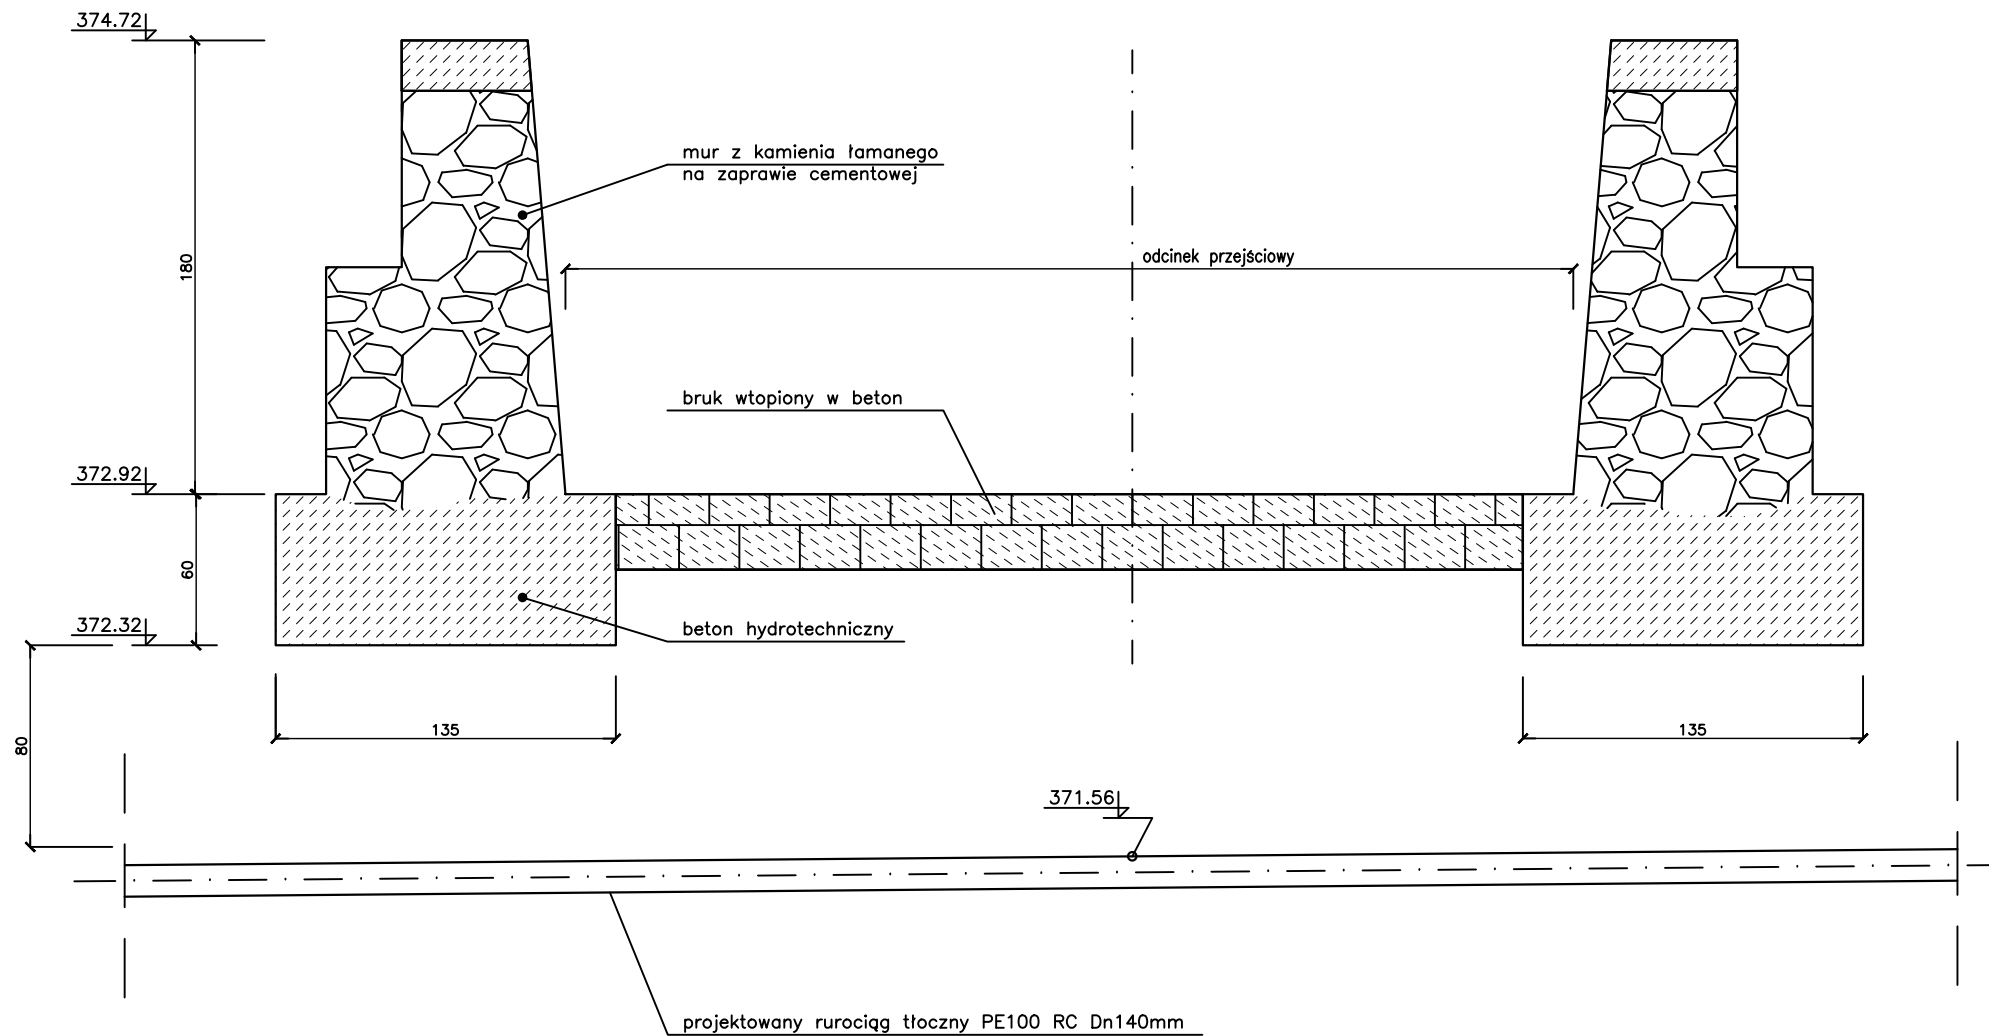 374.72
mur z kamienia łamanego
na zaprawie cementowej
180
odcinek przejściowy
bruk wtopiony w beton
372.92
60
372.32
beton hydrotechniczny
135
135
80
371.56
projektowany rurociąg tłoczny PE100 RC Dn140mm